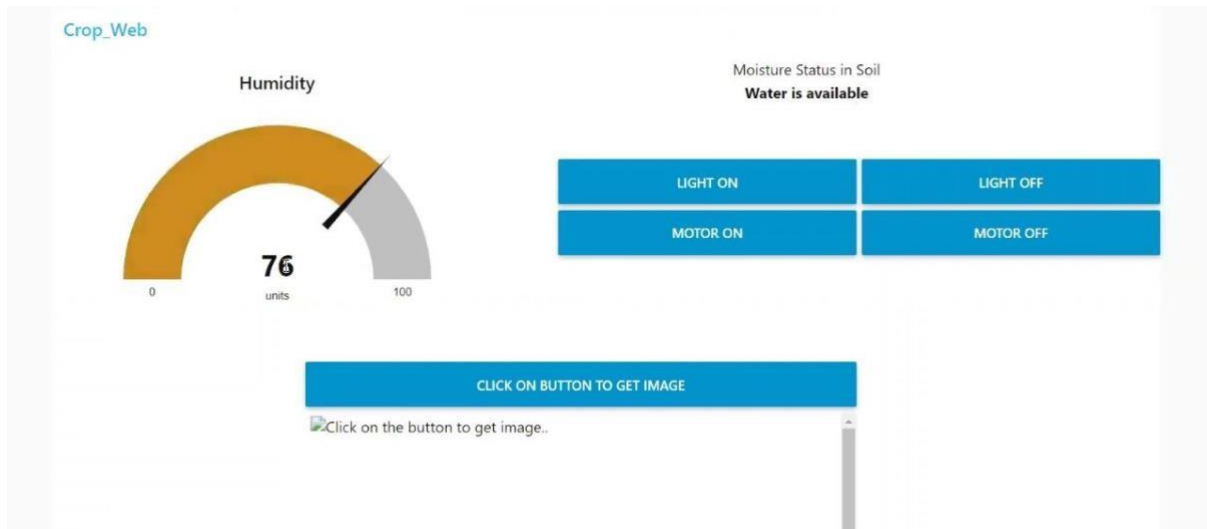 Crop_Web
Humidity
76
units
0
100
Moisture Status in Soil
Water is available
LIGHT ON
LIGHT OFF
MOTOR ON
MOTOR OFF
CLICK ON BUTTON TO GET IMAGE
Click on the button to get image..